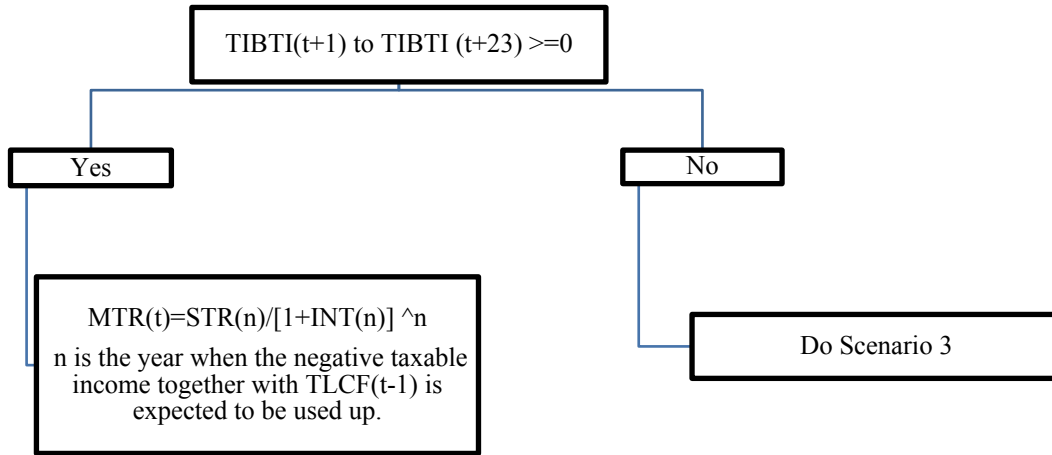 TIBTI(t+1) to TIBTI (t+23) >=0
Yes
No
MTR(t)=STR(n)/[1+INT(n)] ^n
n is the year when the negative taxable
income together with TLCF(t-1) is
expected to be used up.
Do Scenario 3